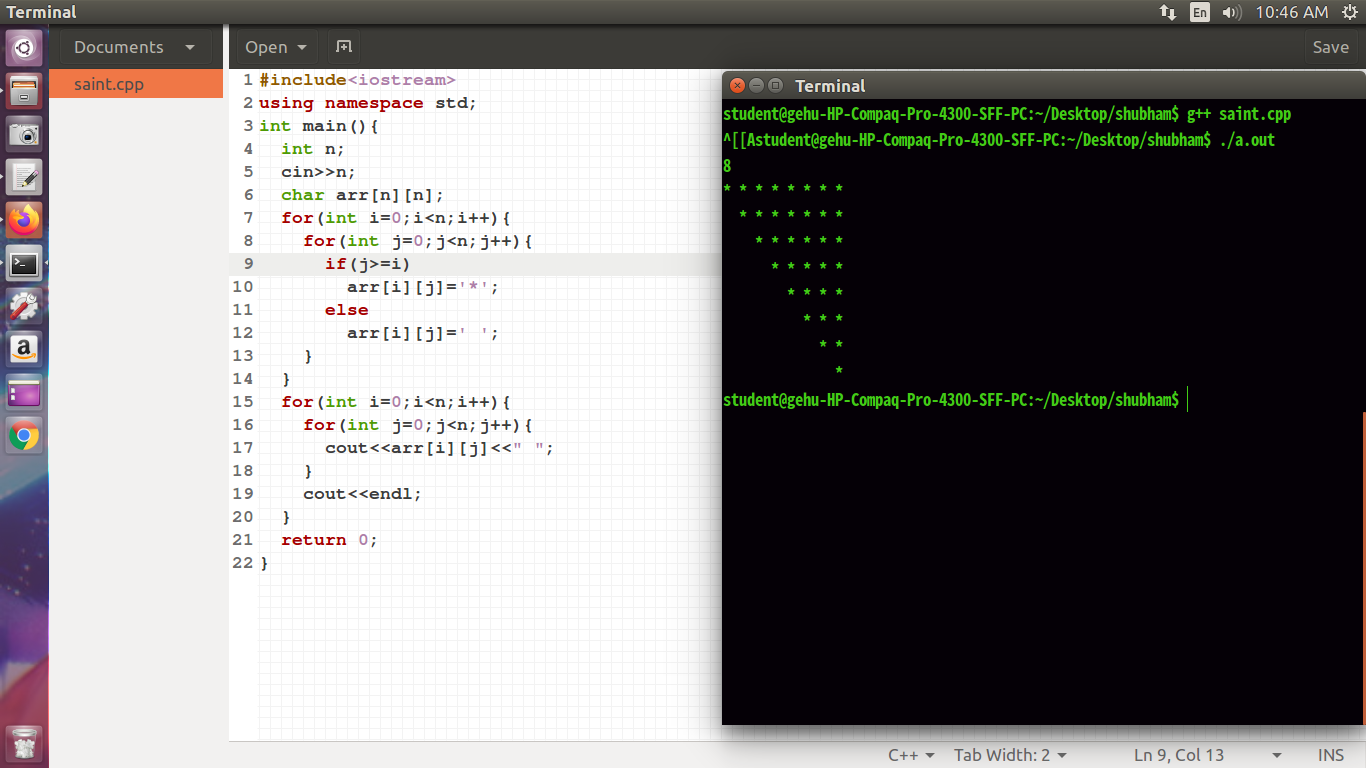 Terminal
En
10:46 AM
Documents
Open
Save
saint.cpp
1 #include<iostream>
2 using namespace std;
3 int main(){
4   int n;
5   cin>>n;
6   char arr[n][n];
7   for(int i=0;i<n;i++){
8     for(int j=0;j<n;j++){
9       if(j>=i)
10         arr[i][j]='*';
11       else
12         arr[i][j]=' ';
13     }
14   }
15   for(int i=0;i<n;i++){
16     for(int j=0;j<n;j++){
17       cout<<arr[i][j]<<" ";
18     }
19     cout<<endl;
20   }
21   return 0;
22 }
Terminal
student@gehu-HP-Compaq-Pro-4300-SFF-PC:~/Desktop/shubham$ g++ saint.cpp
^[[Astudent@gehu-HP-Compaq-Pro-4300-SFF-PC:~/Desktop/shubham$ ./a.out
8
* * * * * * * *
  * * * * * * *
    * * * * * *
      * * * * *
        * * * *
          * * *
            * *
              *
student@gehu-HP-Compaq-Pro-4300-SFF-PC:~/Desktop/shubham$
C++
Tab Width: 2
Ln 9, Col 13
INS